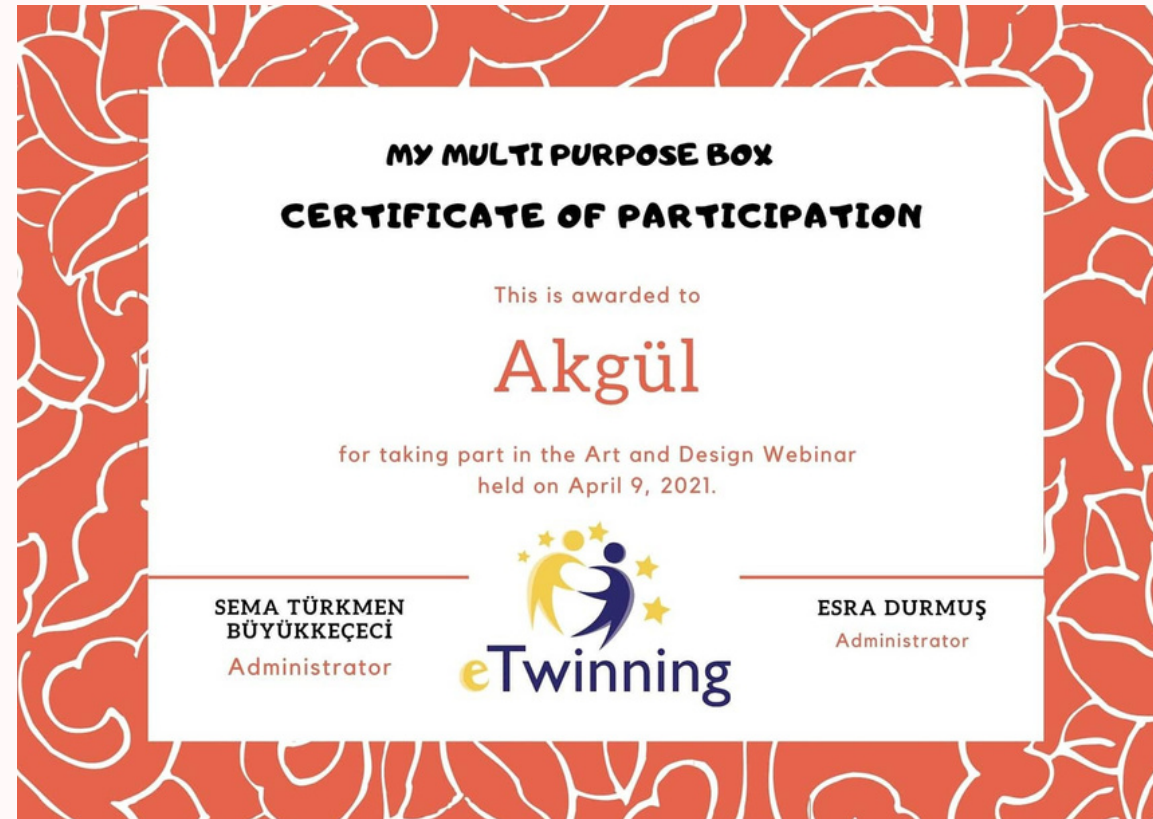 MY MULTI PURPOSE BOX
CERTIFICATE OF PARTICIPATION
This is awarded to
Akgül
for taking part in the Art and Design Webinar
held on April 9, 2021.
SEMA TÜRKMEN
BÜYÜKKEÇECİ
Administrator
eTwinning
ESRA DURMUŞ
Administrator